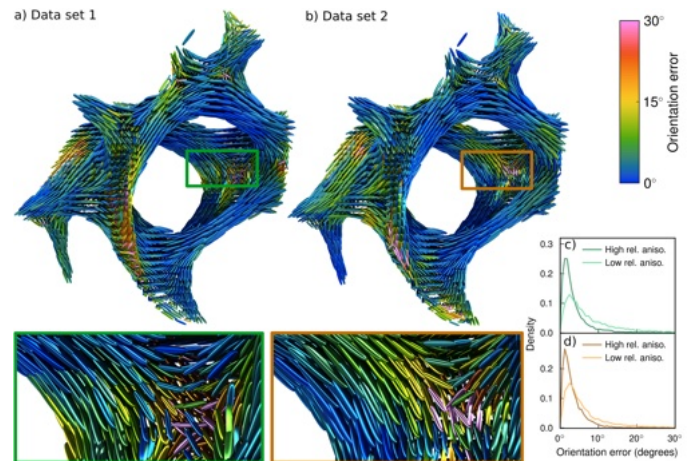 a) Data set 1
b) Data set 2
30°
15°
0°
Orientation error
c)
High rel. aniso.
Low rel. aniso.
0.3
0.2
0.1
0.0
d)
High rel. aniso.
Low rel. aniso.
0.2
0.1
0.0
Density
0°
10°
20°
30°
Orientation error (degrees)